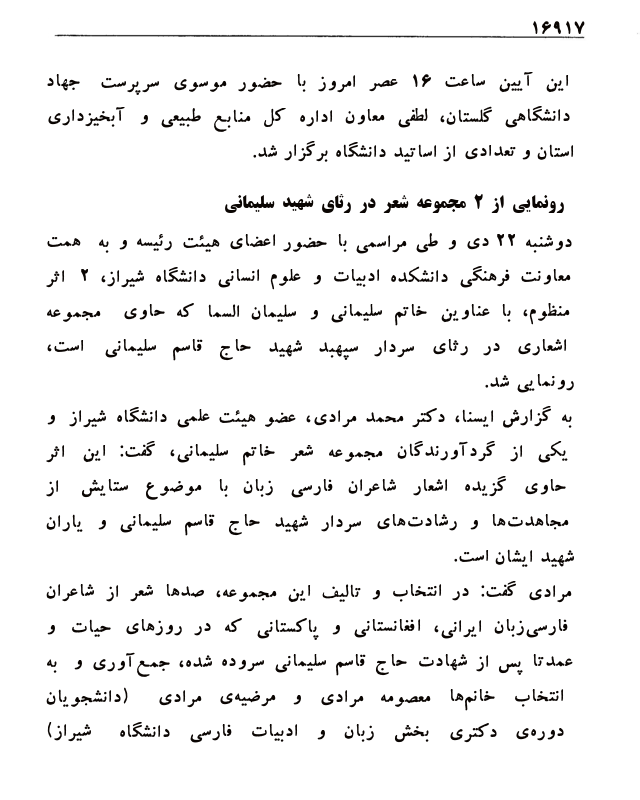 ۱۶۹۱۷
این آیین ساعت ۱۶ عصر امروز با حضور موسوی سرپرست جهاد
دانشگاهی گلستان، لطفی معاون اداره کل منابع طبیعی و آبخیزداری
استان و تعدادی از اساتید دانشگاه برگزار شد.
رونمایی از ۲ مجموعه شعر در رثای شهید سلیمانی
دوشنبه ۲۲ دی و طی مراسمی با حضور اعضای هیئت رئیسه و به همت
معاونت فرهنگی دانشکده ادبیات و علوم انسانی دانشگاه شیراز، ۲ اثر
منظوم، با عناوین خاتم سلیمانی و سلیمان السما که حاوی مجموعه
اشعاری در رثای سردار سپهبد شهید حاج قاسم سلیمانی است،
رونمایی شد.
به گزارش ایسنا، دکتر محمد مرادی، عضو هیئت علمی دانشگاه شیراز و
یکی از گردآورندگان مجموعه شعر خاتم سلیمانی، گفت: این اثر
حاوی گزیده اشعار شاعران فارسی زبان با موضوع ستایش از
مجاهدت‌ها و رشادت‌های سردار شهید حاج قاسم سلیمانی و یاران
شهید ایشان است.
مرادی گفت: در انتخاب و تالیف این مجموعه، صدها شعر از شاعران
فارسی‌زبان ایرانی، افغانستانی و پاکستانی که در روزهای حیات و
عمدتا پس از شهادت حاج قاسم سلیمانی سروده شده، جمع‌آوری و به
انتخاب خانم‌ها معصومه مرادی و مرضیه‌ی مرادی (دانشجویان
دوره‌ی دکتری بخش زبان و ادبیات فارسی دانشگاه شیراز)